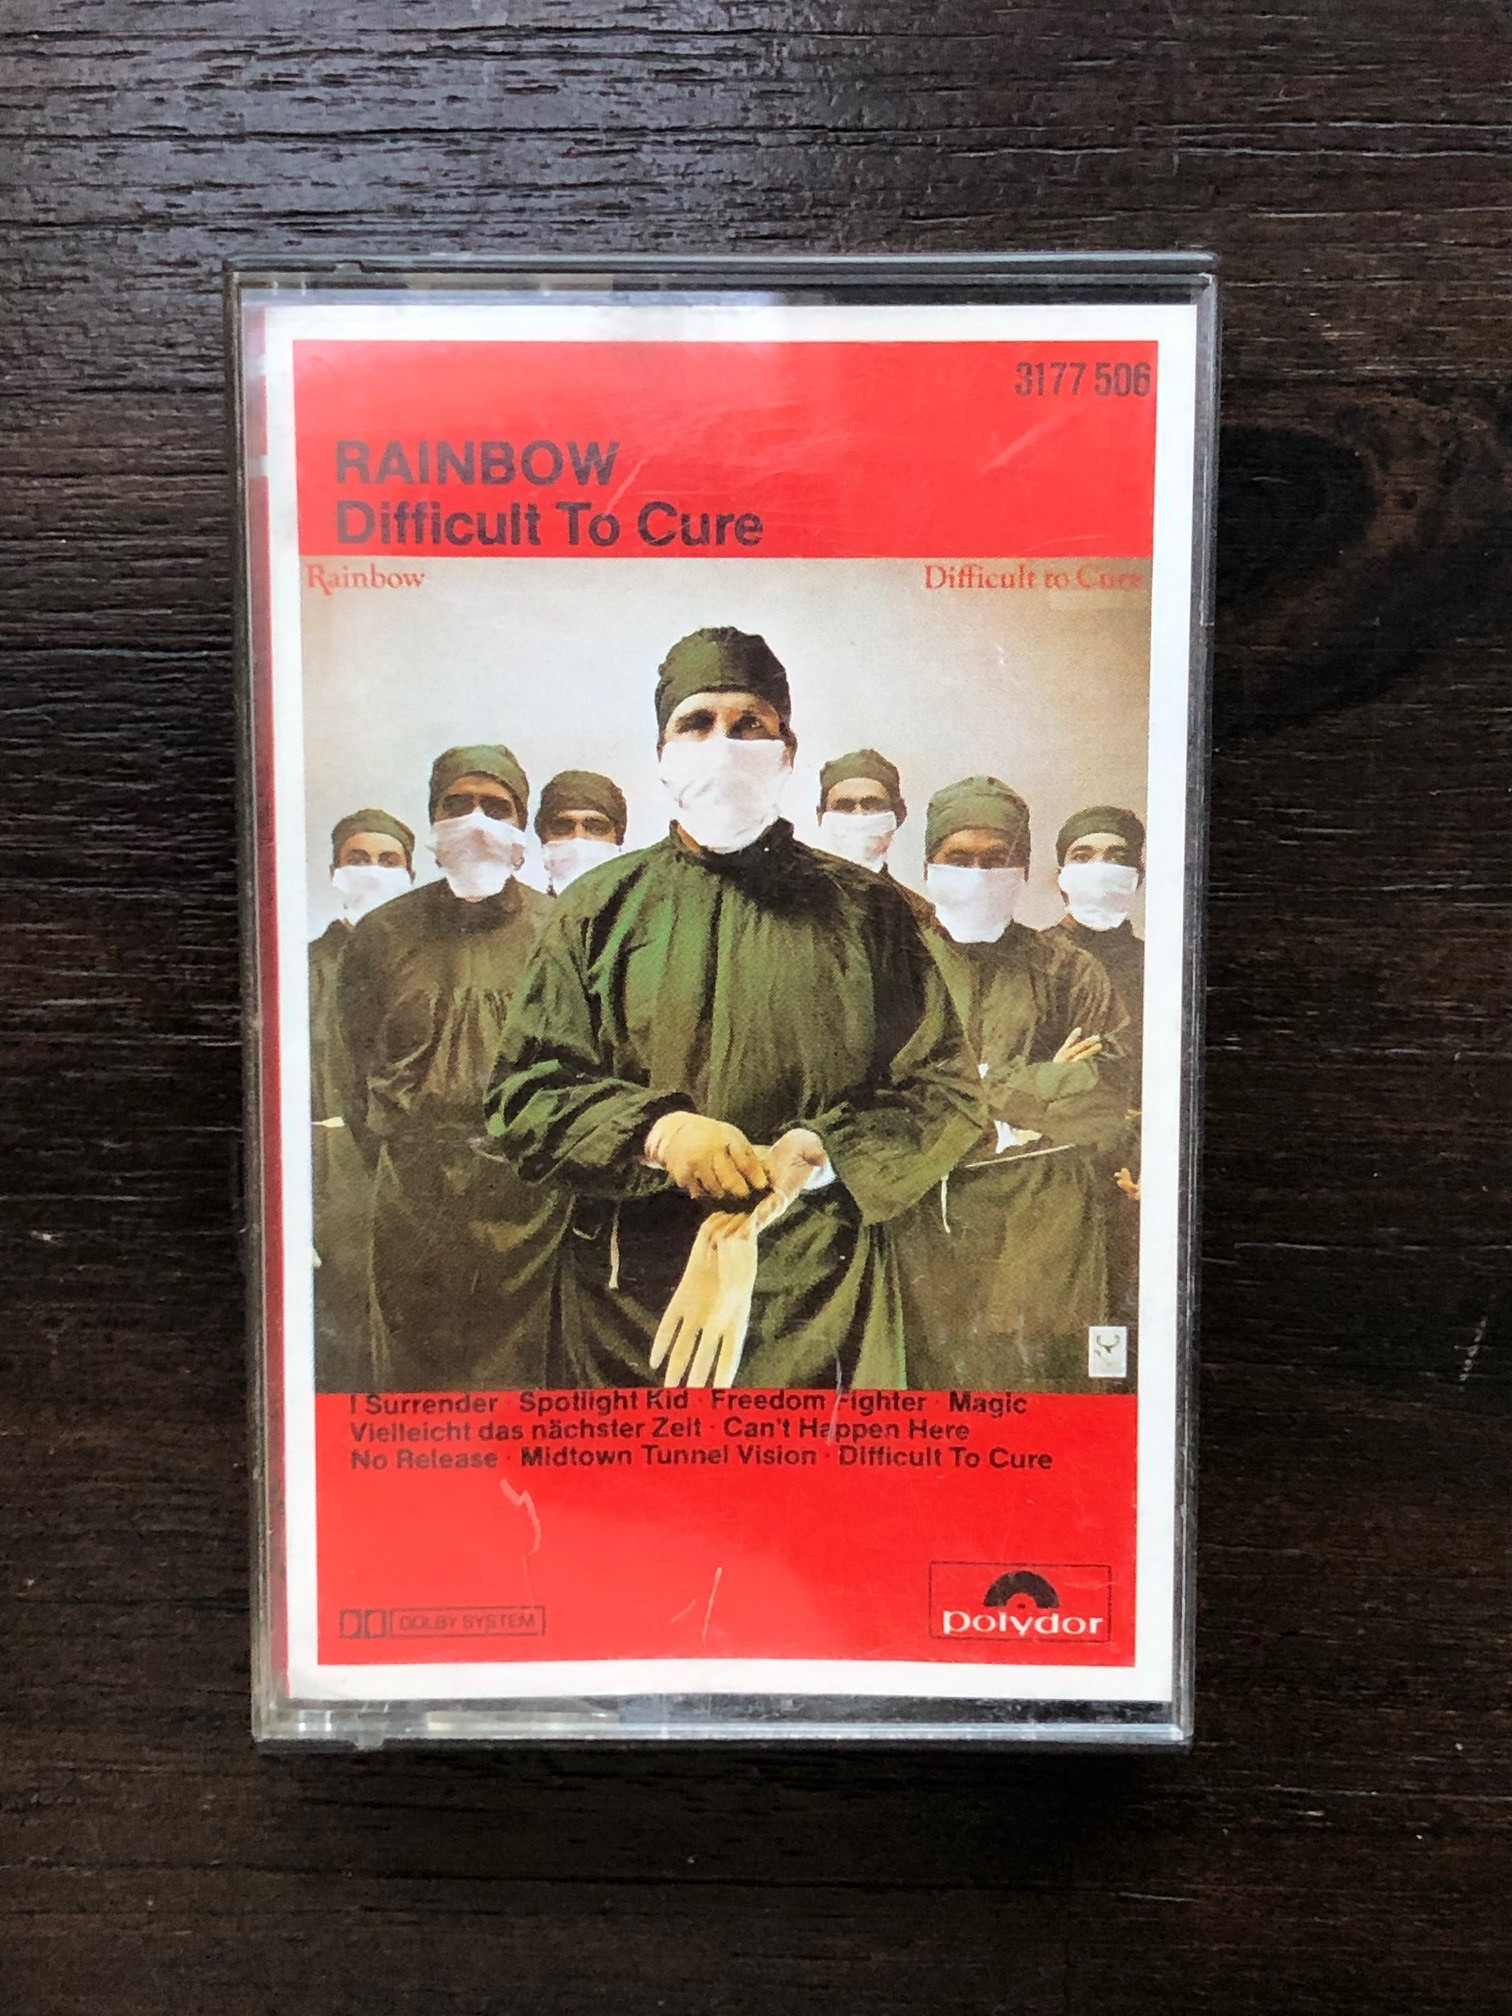 3177 506
RAINBOW
Difficult To Cure
Rainbow Difficult to Cure
I Surrender · Spotlight Kid · Freedom Fighter · Magic
Vielleicht das nächster Zeit · Can't Happen Here
No Release · Midtown Tunnel Vision · Difficult To Cure
DOLBY SYSTEM
polydor